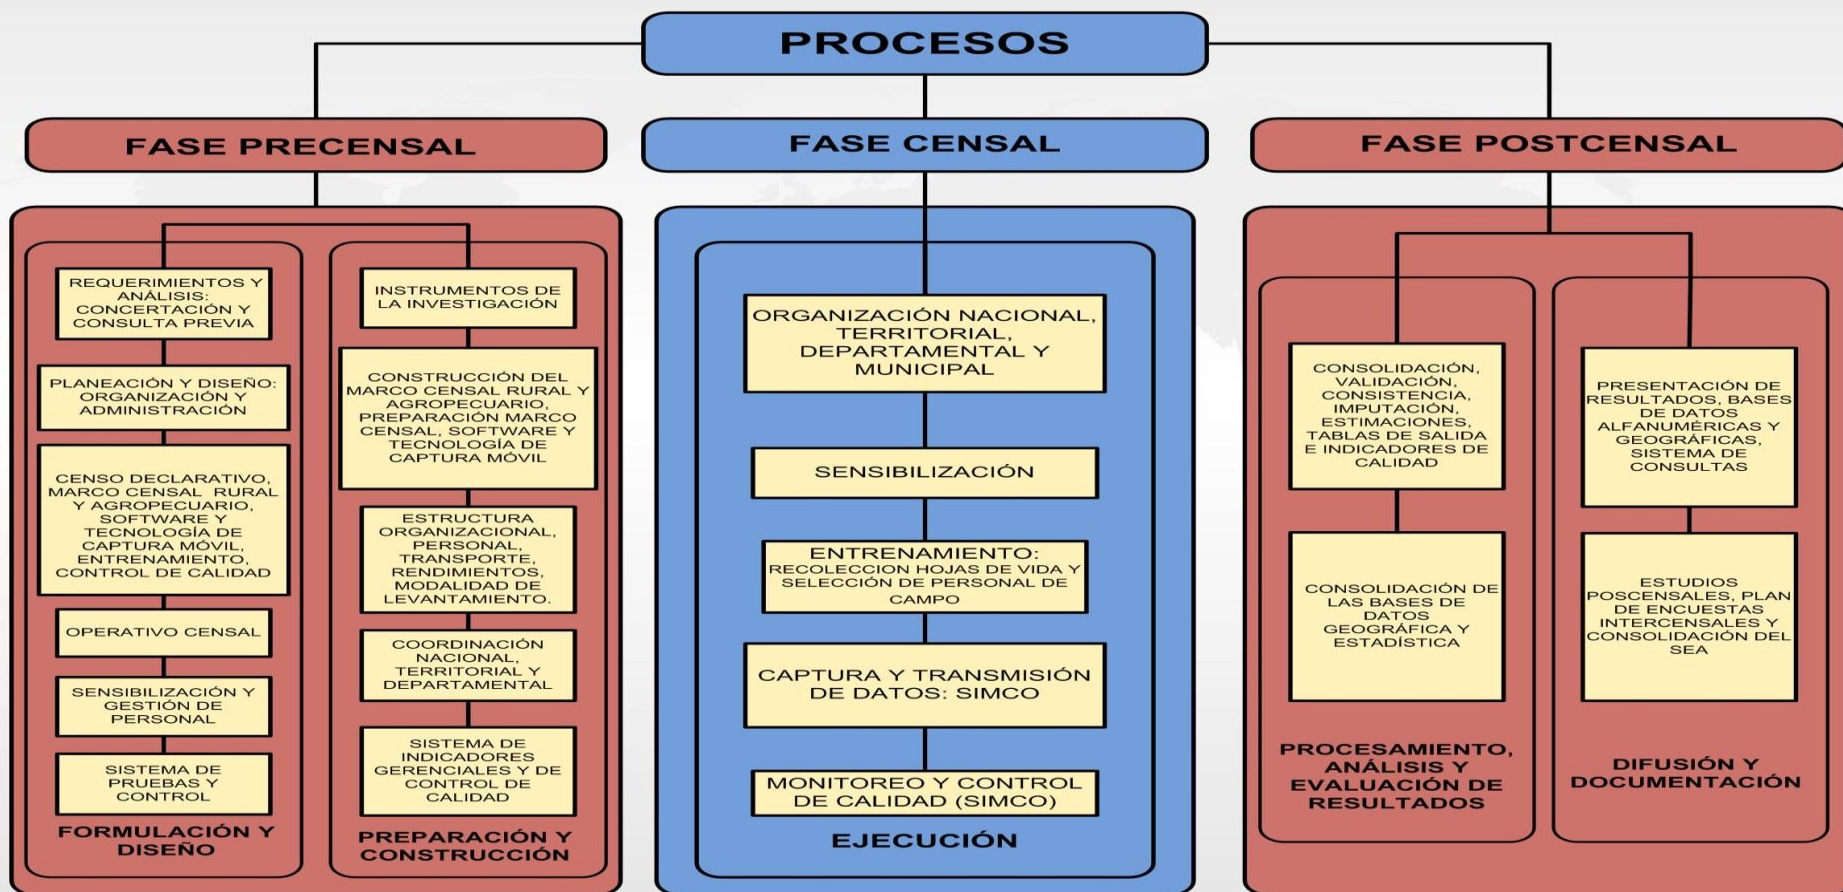 PROCESOS
FASE PRECENSAL
REQUERIMIENTOS Y
ANÁLISIS:
CONCERTACIÓN Y
CONSULTA PREVIA
PLANEACIÓN Y DISEÑO:
ORGANIZACIÓN Y
ADMINISTRACIÓN
CENSO DECLARATIVO,
MARCO CENSAL RURAL
Y AGROPECUARIO,
SOFTWARE Y
TECNOLOGÍA DE
CAPTURA MÓVIL,
ENTRENAMIENTO,
CONTROL DE CALIDAD
OPERATIVO CENSAL
SENSIBILIZACIÓN Y
GESTIÓN DE
PERSONAL
SISTEMA DE
PRUEBAS Y
CONTROL
FORMULACIÓN Y
DISEÑO
INSTRUMENTOS DE
LA INVESTIGACIÓN
CONSTRUCCIÓN DEL
MARCO CENSAL RURAL Y
AGROPECUARIO,
PREPARACIÓN MARCO
CENSAL, SOFTWARE Y
TECNOLOGÍA DE
CAPTURA MÓVIL
ESTRUCTURA
ORGANIZACIONAL,
PERSONAL,
TRANSPORTE,
RENDIMIENTOS,
MODALIDAD DE
LEVANTAMIENTO.
COORDINACIÓN
NACIONAL,
TERRITORIAL Y
DEPARTAMENTAL
SISTEMA DE
INDICADORES
GERENCIALES Y DE
CONTROL DE
CALIDAD
PREPARACIÓN Y
CONSTRUCCIÓN
FASE CENSAL
ORGANIZACIÓN NACIONAL,
TERRITORIAL,
DEPARTAMENTAL Y
MUNICIPAL
SENSIBILIZACIÓN
ENTRENAMIENTO:
RECOLECCION HOJAS DE VIDA Y
SELECCIÓN DE PERSONAL DE
CAMPO
CAPTURA Y TRANSMISIÓN
DE DATOS: SIMCO
MONITOREO Y CONTROL
DE CALIDAD (SIMCO)
EJECUCIÓN
FASE POSTCENSAL
CONSOLIDACIÓN,
VALIDACIÓN,
CONSISTENCIA,
IMPUTACIÓN,
ESTIMACIONES,
TABLAS DE SALIDA
E INDICADORES DE
CALIDAD
CONSOLIDACIÓN DE
LAS BASES DE
DATOS
GEOGRÁFICA Y
ESTADÍSTICA
PROCESAMIENTO,
ANÁLISIS Y
EVALUACIÓN DE
RESULTADOS
PRESENTACIÓN DE
RESULTADOS, BASES
DE DATOS
ALFANUMÉRICAS Y
GEOGRÁFICAS,
SISTEMA DE
CONSULTAS
ESTUDIOS
POSCENSALES, PLAN
DE ENCUESTAS
INTERCENSALES Y
CONSOLIDACIÓN DEL
SEA
DIFUSIÓN Y
DOCUMENTACIÓN